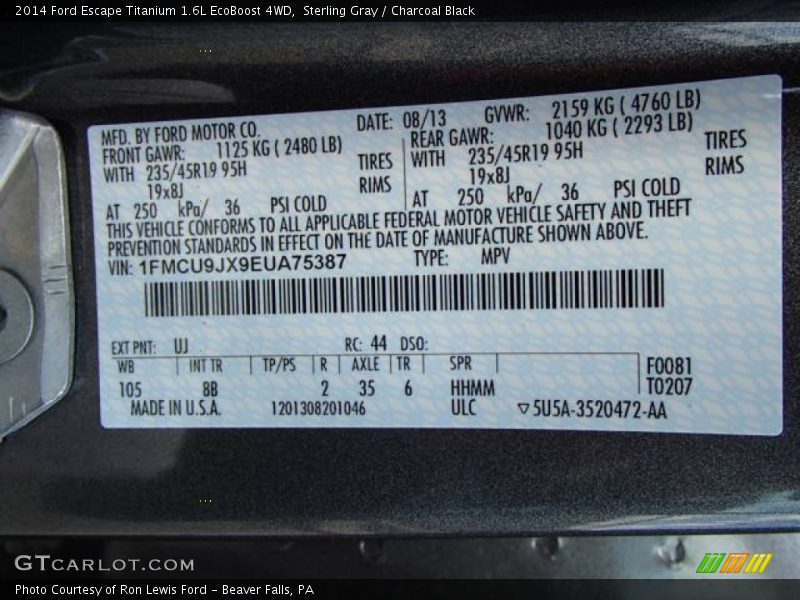 2014 Ford Escape Titanium 1.6L EcoBoost 4WD,  Sterling Gray / Charcoal Black
MFD. BY FORD MOTOR CO.
DATE: 08/13
GVWR: 2159 KG ( 4760 LB)
FRONT GAWR: 1125 KG ( 2480 LB)
WITH 235/45R19 95H TIRES
19x8J RIMS
AT 250 kPa/ 36 PSI COLD
REAR GAWR: 1040 KG ( 2293 LB)
WITH 235/45R19 95H TIRES
19x8J RIMS
AT 250 kPa/ 36 PSI COLD
THIS VEHICLE CONFORMS TO ALL APPLICABLE FEDERAL MOTOR VEHICLE SAFETY AND THEFT
PREVENTION STANDARDS IN EFFECT ON THE DATE OF MANUFACTURE SHOWN ABOVE.
VIN: 1FMCU9JX9EUA75387 TYPE: MPV
EXT PNT: UJ RC: 44 DSO:
WB INT TR TP/PS R AXLE TR SPR F0081
105 8B 2 35 6 HHMM T0207
MADE IN U.S.A. 1201308201046 ULC ▽5U5A-3520472-AA
GTCARLOT.COM
Photo Courtesy of Ron Lewis Ford - Beaver Falls, PA